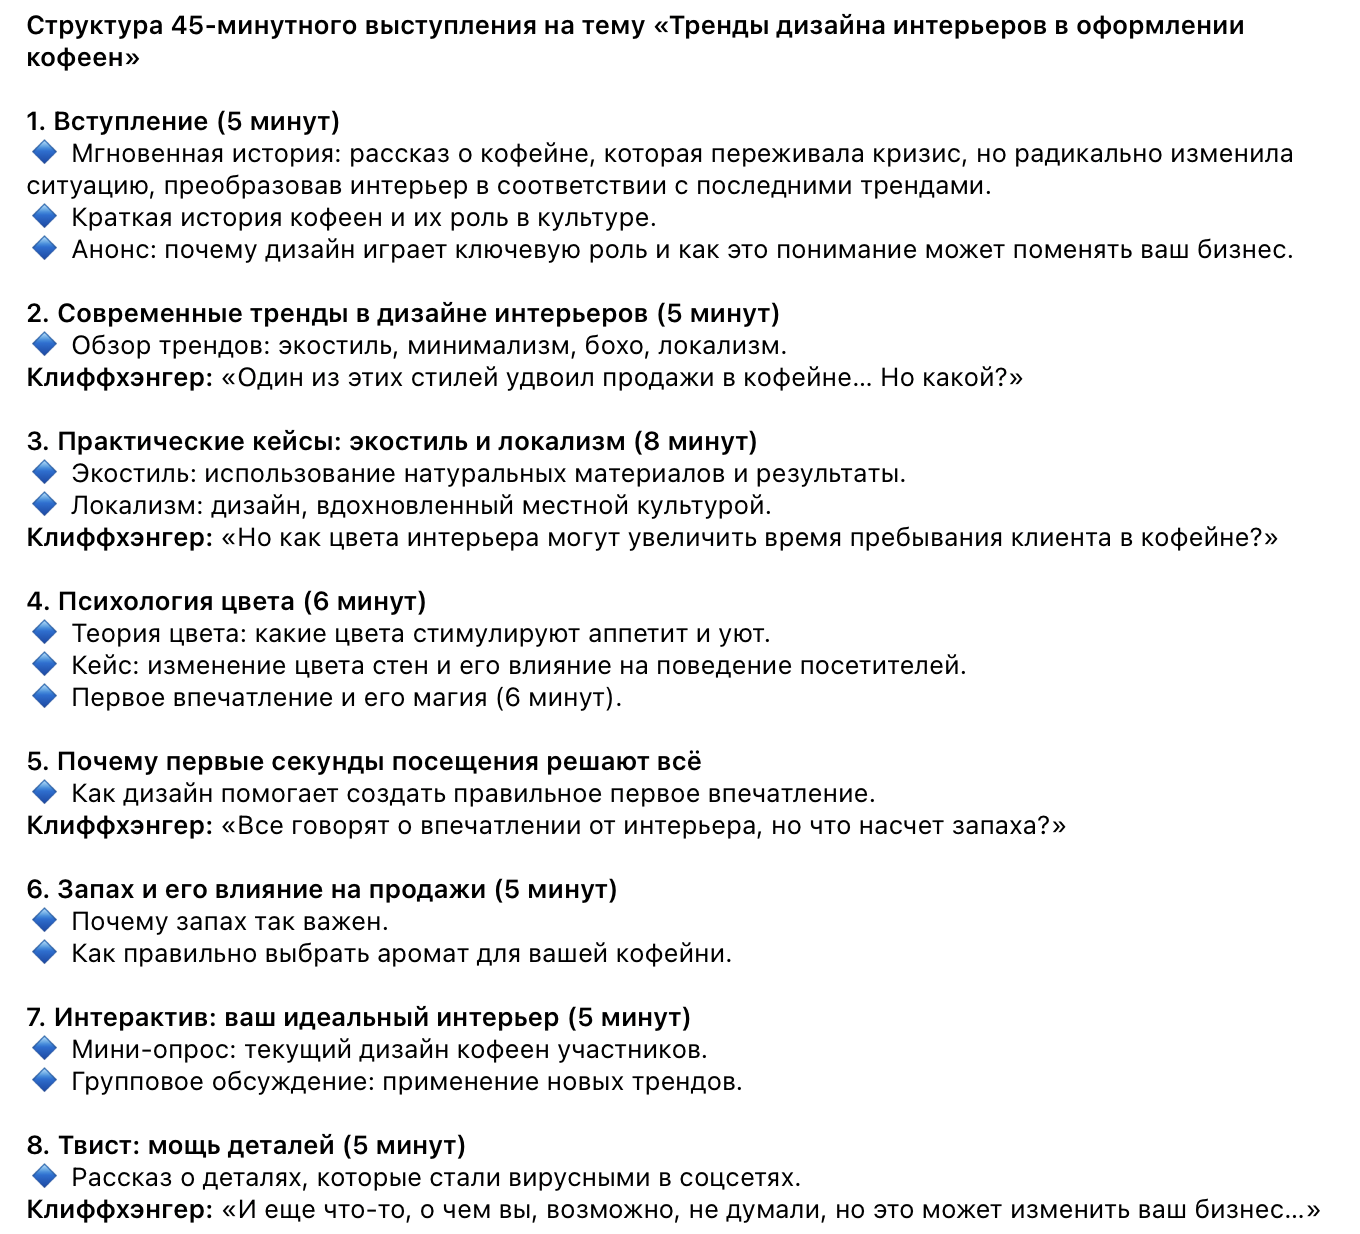 Структура 45-минутного выступления на тему «Тренды дизайна интерьеров в оформлении
кофеен»
1. Вступление (5 минут)
🔷 Мгновенная история: рассказ о кофейне, которая переживала кризис, но радикально изменила
ситуацию, преобразовав интерьер в соответствии с последними трендами.
🔷 Краткая история кофеен и их роль в культуре.
🔷 Анонс: почему дизайн играет ключевую роль и как это понимание может поменять ваш бизнес.
2. Современные тренды в дизайне интерьеров (5 минут)
🔷 Обзор трендов: экостиль, минимализм, бохо, локализм.
Клиффхэнгер: «Один из этих стилей удвоил продажи в кофейне... Но какой?»
3. Практические кейсы: экостиль и локализм (8 минут)
🔷 Экостиль: использование натуральных материалов и результаты.
🔷 Локализм: дизайн, вдохновленный местной культурой.
Клиффхэнгер: «Но как цвета интерьера могут увеличить время пребывания клиента в кофейне?»
4. Психология цвета (6 минут)
🔷 Теория цвета: какие цвета стимулируют аппетит и уют.
🔷 Кейс: изменение цвета стен и его влияние на поведение посетителей.
🔷 Первое впечатление и его магия (6 минут).
5. Почему первые секунды посещения решают всё
🔷 Как дизайн помогает создать правильное первое впечатление.
Клиффхэнгер: «Все говорят о впечатлении от интерьера, но что насчет запаха?»
6. Запах и его влияние на продажи (5 минут)
🔷 Почему запах так важен.
🔷 Как правильно выбрать аромат для вашей кофейни.
7. Интерактив: ваш идеальный интерьер (5 минут)
🔷 Мини-опрос: текущий дизайн кофеен участников.
🔷 Групповое обсуждение: применение новых трендов.
8. Твист: мощь деталей (5 минут)
🔷 Рассказ о деталях, которые стали вирусными в соцсетях.
Клиффхэнгер: «И еще что-то, о чем вы, возможно, не думали, но это может изменить ваш бизнес...»